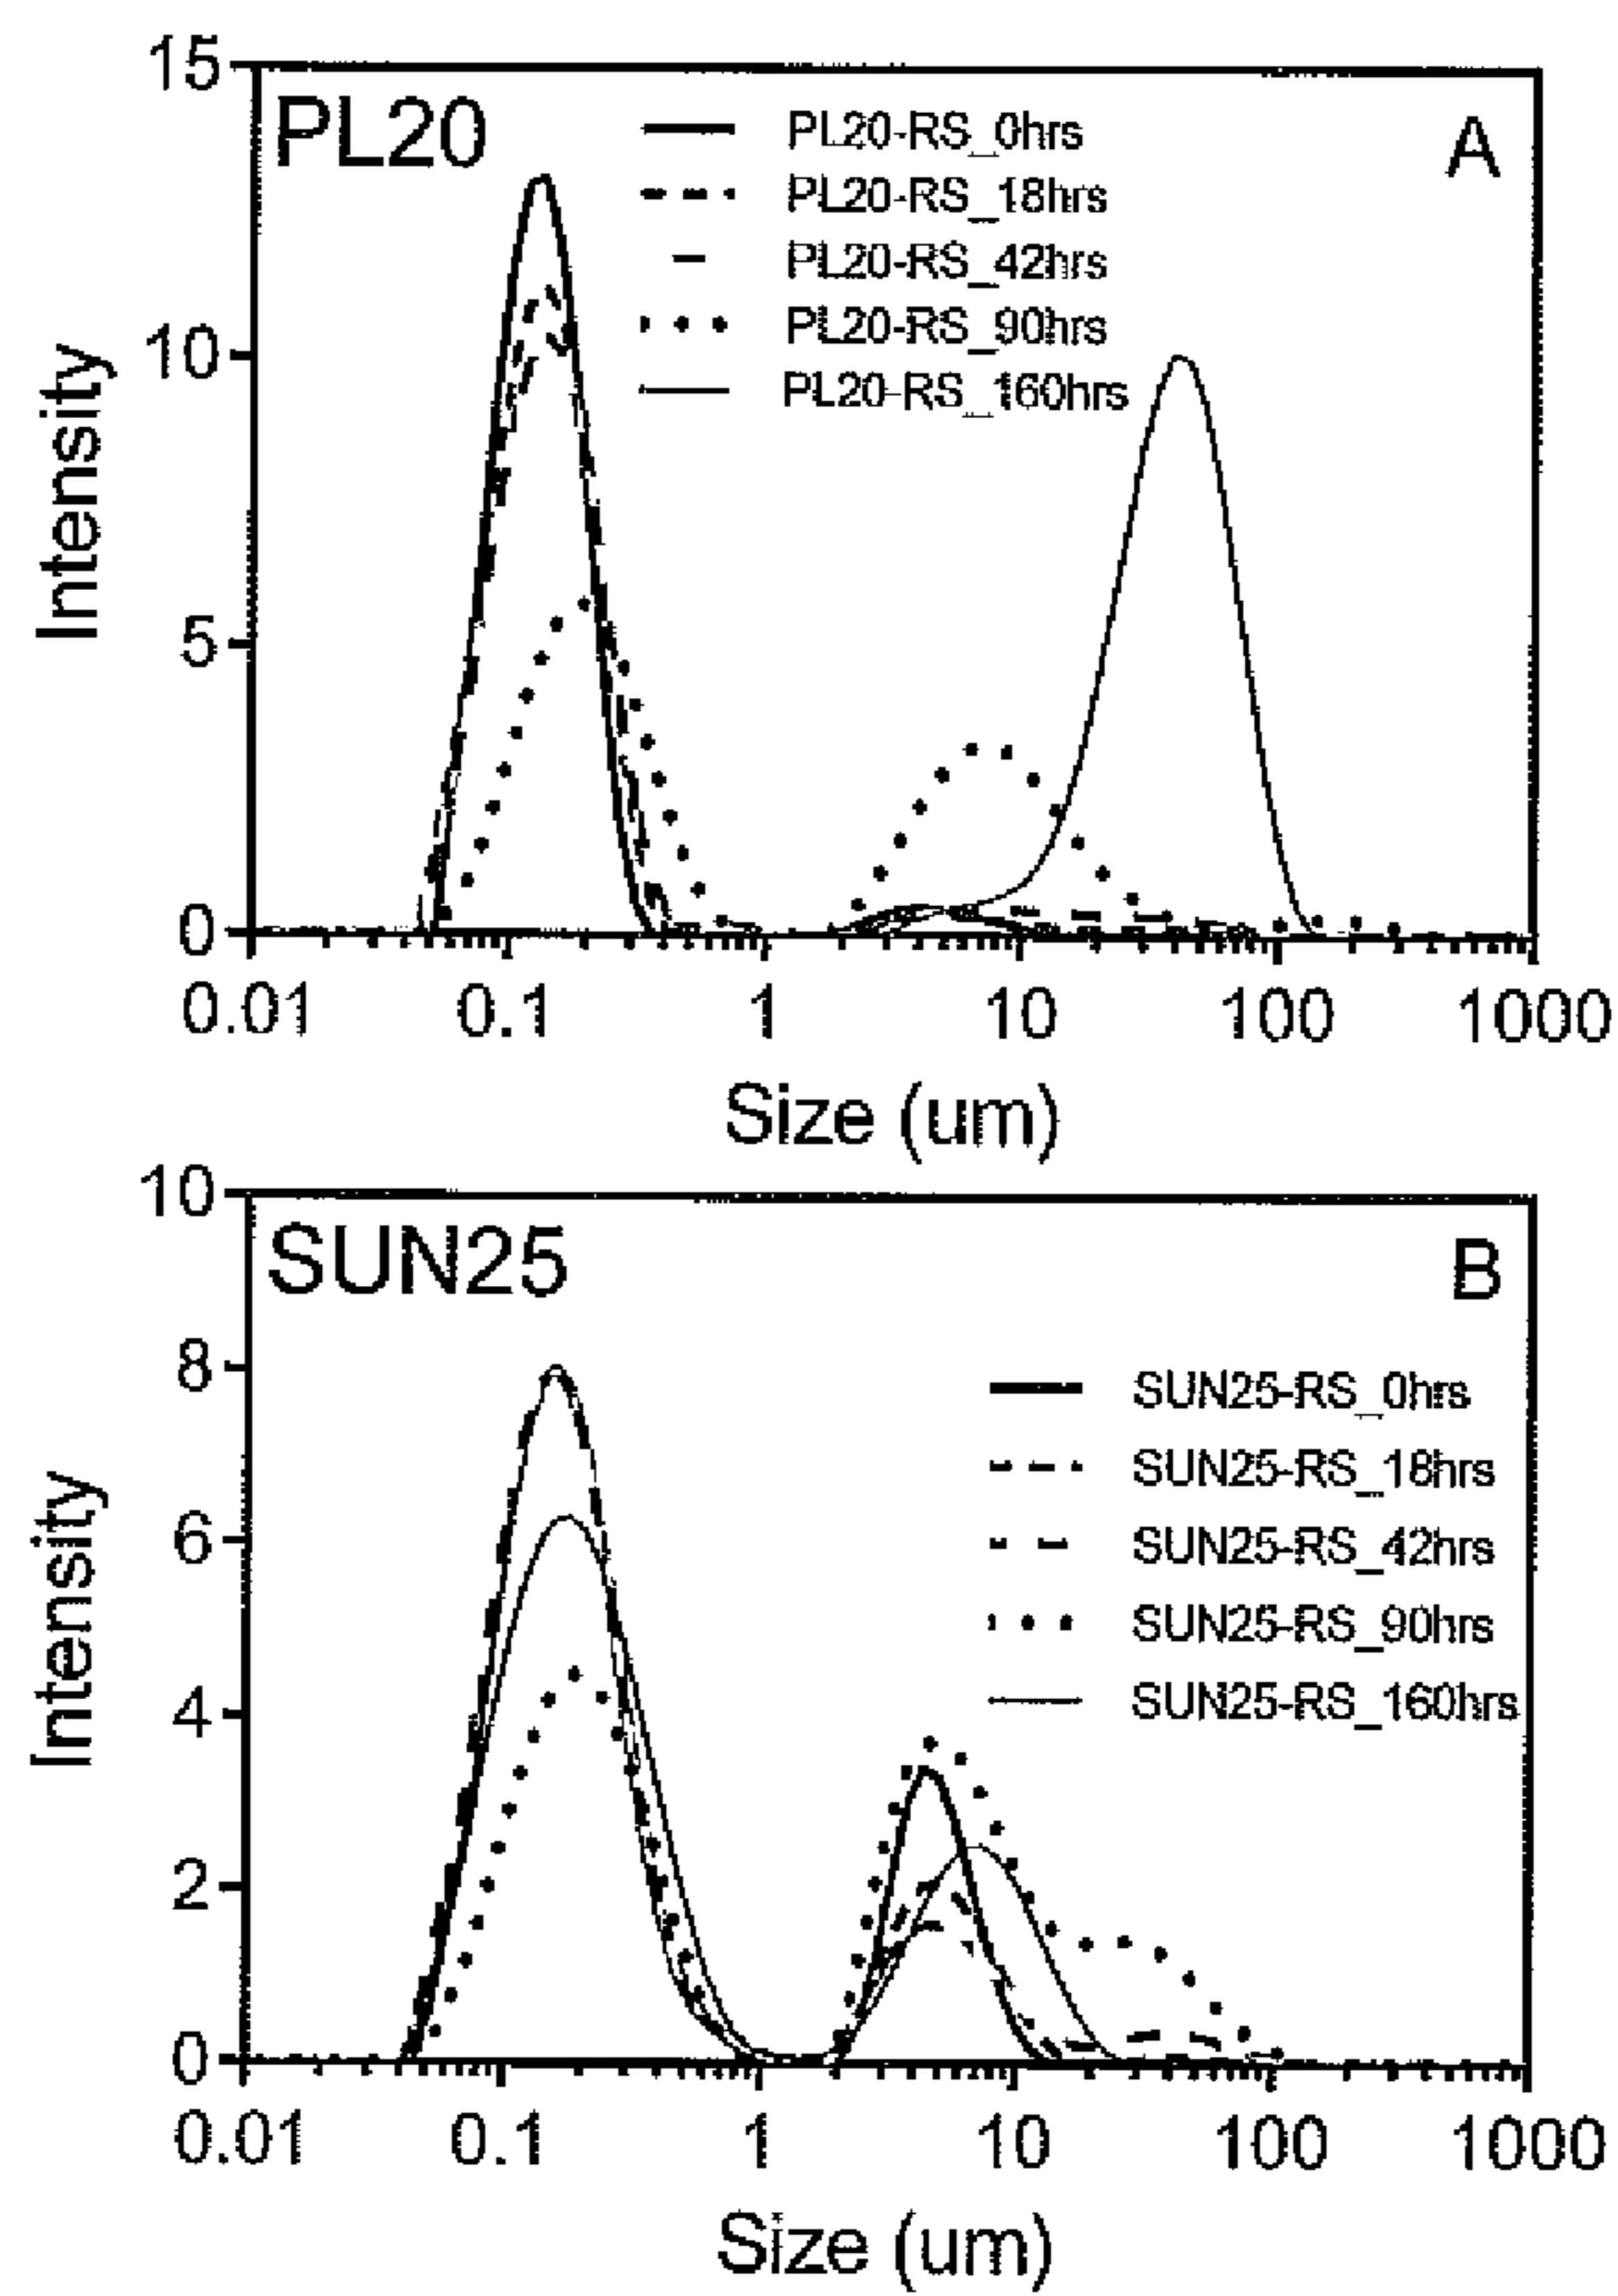 15
PL20
A
PL20-RS_0hrs
PL20-RS_18hrs
PL20-RS_42hrs
PL20-RS_90hrs
PL20-RS_160hrs
10
5
0
Intensity
0.01 0.1 1 10 100 1000
Size (um)
10
SUN25
B
8
SUN25-RS_0hrs
SUN25-RS_18hrs
SUN25-RS_42hrs
SUN25-RS_90hrs
SUN25-RS_160hrs
6
4
2
0
Intensity
0.01 0.1 1 10 100 1000
Size (um)